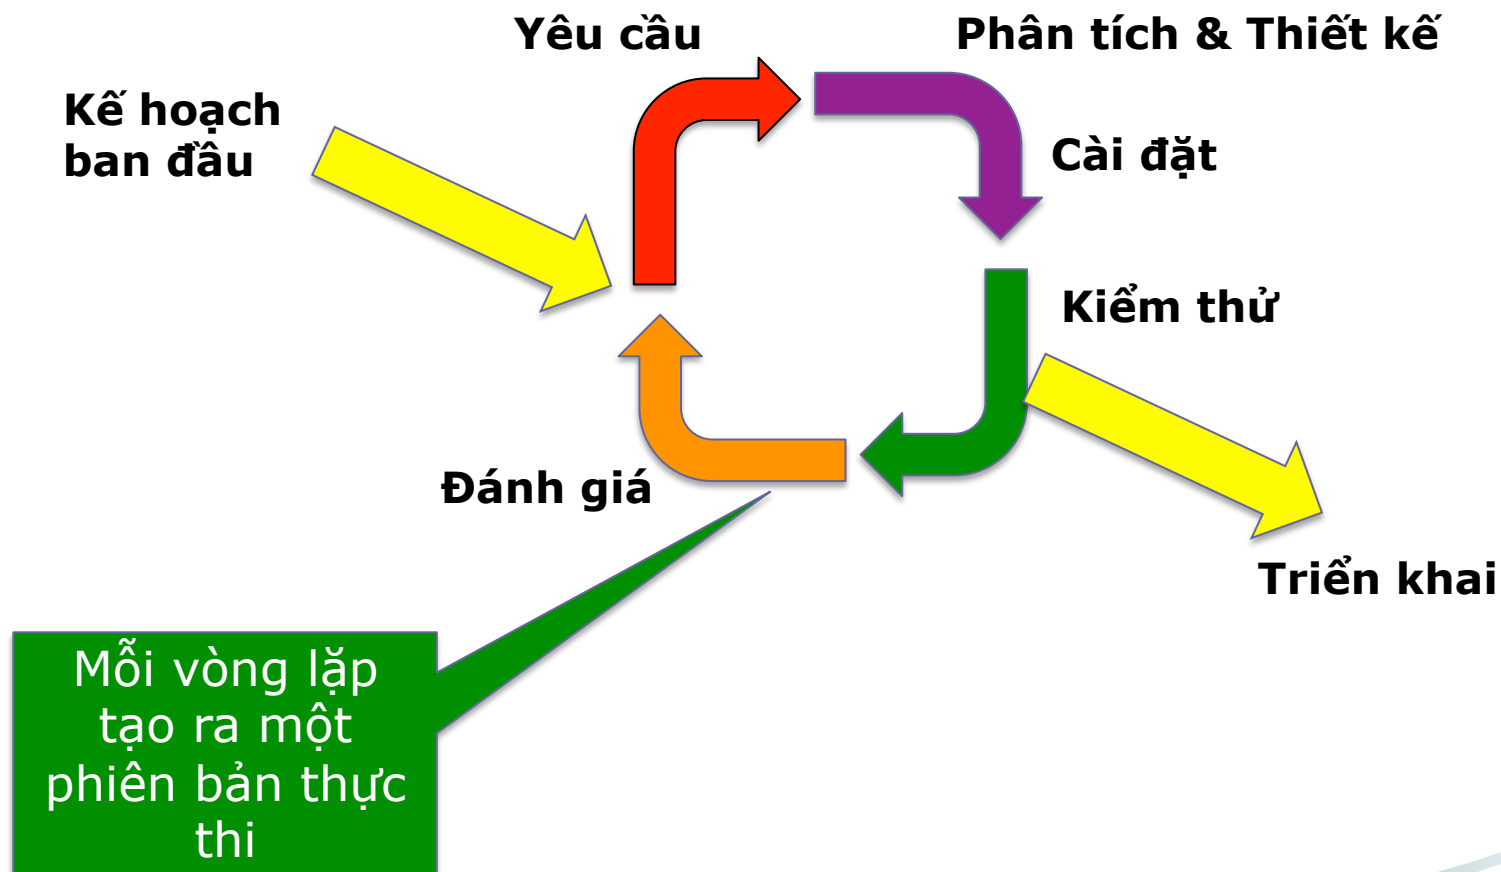 Yêu cầu
Phân tích & Thiết kế
Kế hoạch
ban đầu
Cài đặt
Kiểm thử
Đánh giá
Triển khai
Mỗi vòng lặp
tạo ra một
phiên bản thực
thi